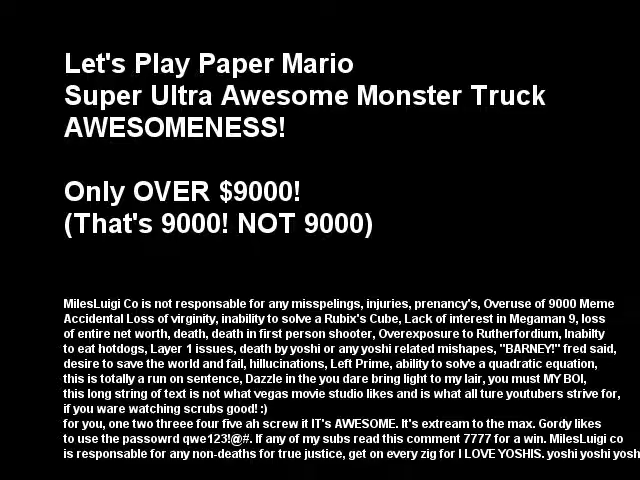 Let's Play Paper Mario
Super Ultra Awesome Monster Truck
AWESOMENESS!
Only OVER $9000!
(That's 9000! NOT 9000)
MilesLuigi Co is not responsible for any misspelings, injuries, prenancy's, Overuse of 9000 Meme
Accidental Loss of virginity, inability to solve a Rubix's Cube, Lack of interest in Megaman 9, loss
of entire net worth, death, death in first person shooter, Overexposure to Rutherfordium, Inabilty
to eat hotdogs, Layer 1 issues, death by yoshi or any yoshi related mishapes, "BARNEY!" fred said,
desire to save the world and fail, hillucinations, Left Prime, ability to solve a quadratic equation,
this is totally a run on sentence, Dazzle in the you dare bring light to my lair, you must MY BOI,
this long string of text is not what vegas movie studio likes and is what all ture youtubers strive for,
if you ware watching scrubs good! :)
for you, one two threee four five ah screw it IT's AWESOME. It's extream to the max. Gordy likes
to use the passowrd qwe123!@#. If any of my subs read this comment 7777 for a win. MilesLuigi co
is responsible for any non-deaths for true justice, get on every zig for I LOVE YOSHIS. yoshi yoshi yosh